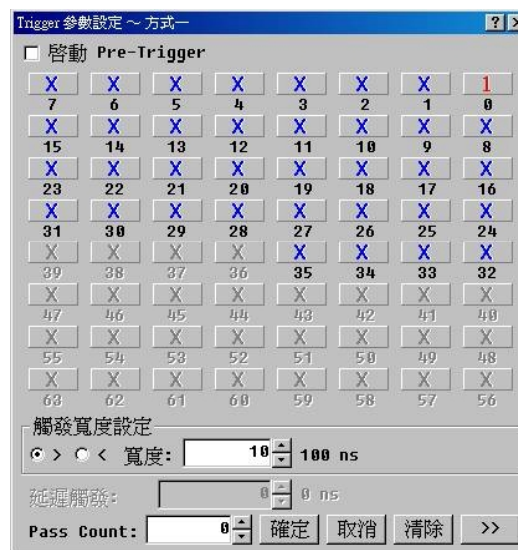 Trigger 參數設定 ~ 方式一
啓動 Pre-Trigger
X X X X X X X 1
7 6 5 4 3 2 1 0
X X X X X X X X
15 14 13 12 11 10 9 8
X X X X X X X X
23 22 21 20 19 18 17 16
X X X X X X X X
31 30 29 28 27 26 25 24
X X X X X X X X
39 38 37 36 35 34 33 32
X X X X X X X X
47 46 45 44 43 42 41 40
X X X X X X X X
55 54 53 52 51 50 49 48
X X X X X X X X
63 62 61 60 59 58 57 56
觸發寬度設定
> < 寬度: 10 100 ns
延遲觸發: 0 0 ns
Pass Count: 0 確定 取消 清除 >>